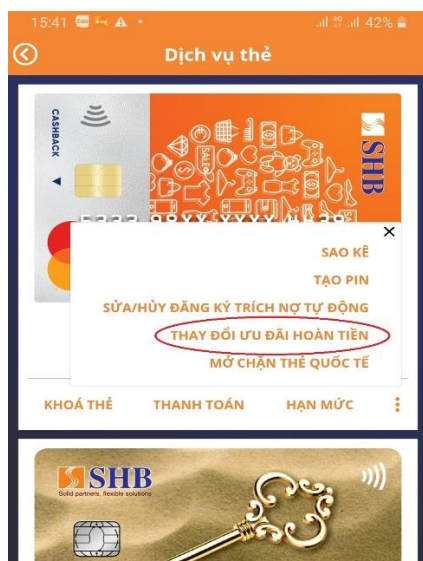 15:41
4G
42%
Dịch vụ thẻ
CASHBACK
SALE
SHB
SAO KÊ
TẠO PIN
SỬA/HỦY ĐĂNG KÝ TRÍCH NỢ TỰ ĐỘNG
THAY ĐỔI ƯU ĐÃI HOÀN TIỀN
MỞ CHẶN THẺ QUỐC TẾ
KHOÁ THẺ THANH TOÁN HẠN MỨC
SHB
Solid partners, flexible solutions